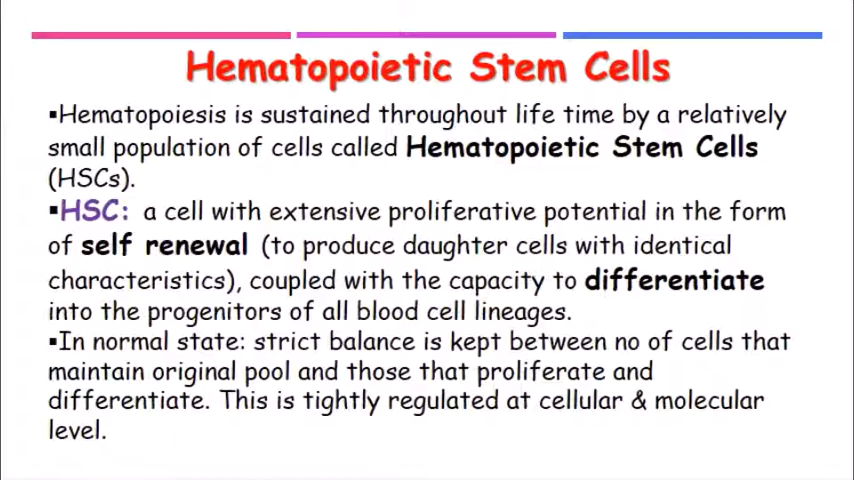 Hematopoietic Stem Cells
▪Hematopoiesis is sustained throughout life time by a relatively
small population of cells called Hematopoietic Stem Cells
(HSCs).
▪HSC: a cell with extensive proliferative potential in the form
of self renewal (to produce daughter cells with identical
characteristics), coupled with the capacity to differentiate
into the progenitors of all blood cell lineages.
▪In normal state: strict balance is kept between no of cells that
maintain original pool and those that proliferate and
differentiate. This is tightly regulated at cellular & molecular
level.